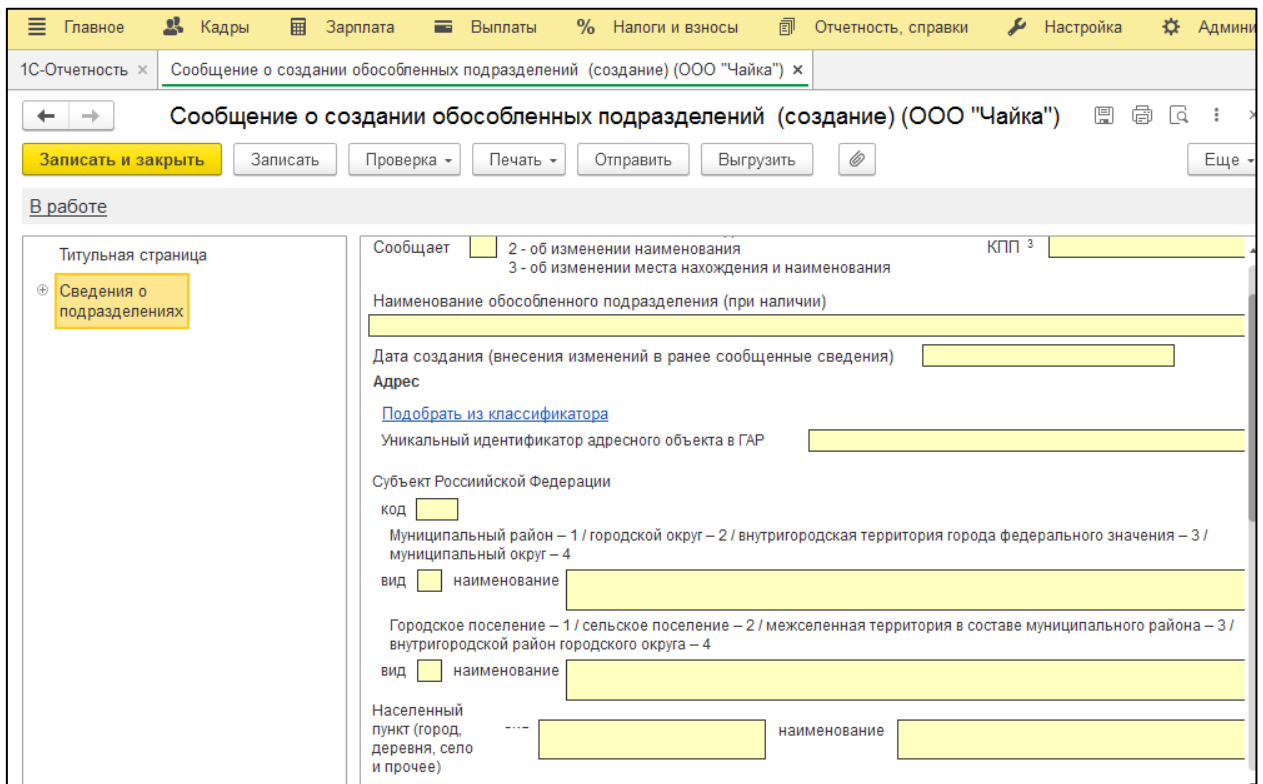 Главное Кадры Зарплата Выплаты % Налоги и взносы Отчетность, справки Настройка Админи
1С-Отчетность × Сообщение о создании обособленных подразделений (создание) (ООО "Чайка") ×
Сообщение о создании обособленных подразделений (создание) (ООО "Чайка")
Записать и закрыть Записать Проверка Печать Отправить Выгрузить Еще
В работе
Титульная страница
Сведения о
подразделениях
Сообщает 2 - об изменении наименования КПП 3
3 - об изменении места нахождения и наименования
Наименование обособленного подразделения (при наличии)
Дата создания (внесения изменений в ранее сообщенные сведения)
Адрес
Подобрать из классификатора
Уникальный идентификатор адресного объекта в ГАР
Субъект Россиийской Федерации
код
Муниципальный район – 1 / городской округ – 2 / внутригородская территория города федерального значения – 3 /
муниципальный округ – 4
вид наименование
Городское поселение – 1 / сельское поселение – 2 / межселенная территория в составе муниципального района – 3 /
внутригородской район городского округа – 4
вид наименование
Населенный
пункт (город, наименование
деревня, село
и прочее)